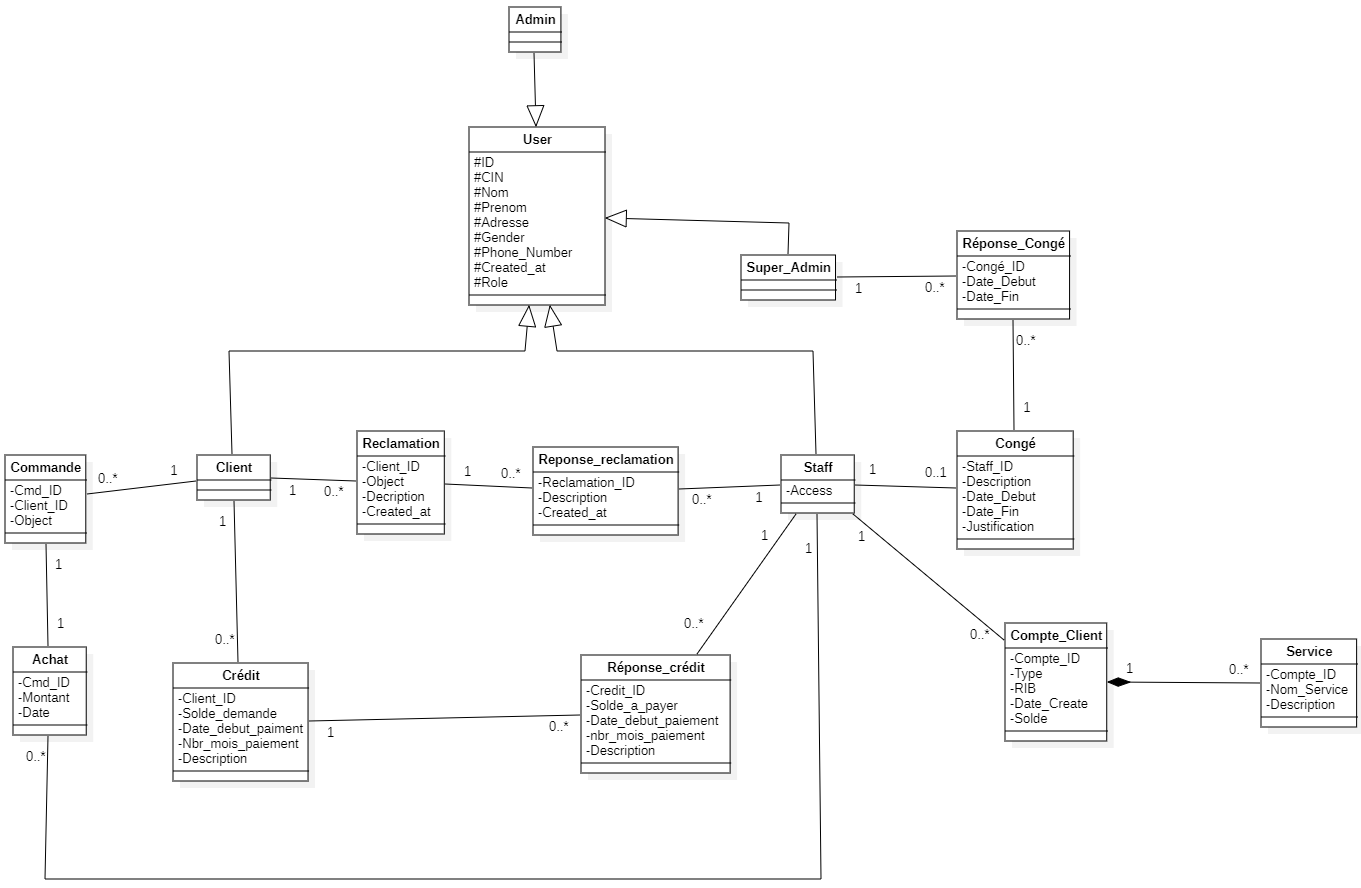 Admin
User
#ID
#CIN
#Nom
#Prenom
#Adresse
#Gender
#Phone_Number
#Created_at
#Role
Super_Admin
1
0..*
Réponse_Congé
-Congé_ID
-Date_Debut
-Date_Fin
0..*
1
Commande
-Cmd_ID
-Client_ID
-Object
0..*
1
Client
1
0..*
Reclamation
-Client_ID
-Object
-Decription
-Created_at
1
0..*
Reponse_reclamation
-Reclamation_ID
-Description
-Created_at
0..*
1
Staff
-Access
1
0..1
Congé
-Staff_ID
-Description
-Date_Debut
-Date_Fin
-Justification
1
1
1
1
1
1
0..*
0..*
0..*
Achat
-Cmd_ID
-Montant
-Date
0..*
Crédit
-Client_ID
-Solde_demande
-Date_debut_paiment
-Nbr_mois_paiement
-Description
1
0..*
Réponse_crédit
-Credit_ID
-Solde_a_payer
-Date_debut_paiement
-nbr_mois_paiement
-Description
Compte_Client
-Compte_ID
-Type
-RIB
-Date_Create
-Solde
1
0..*
Service
-Compte_ID
-Nom_Service
-Description